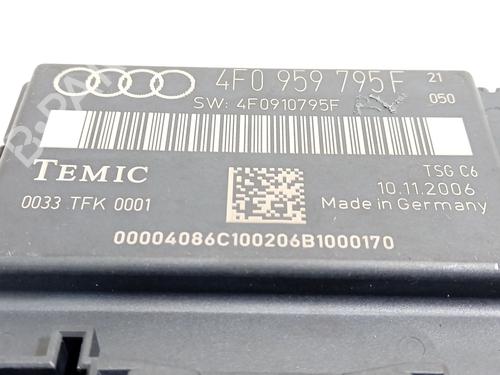 4F0 959 795F 21
SW: 4F0910795F 050
TEMIC TSG C6
10.11.2006
0033 TFK 0001 Made in Germany
00004086C100206B1000170